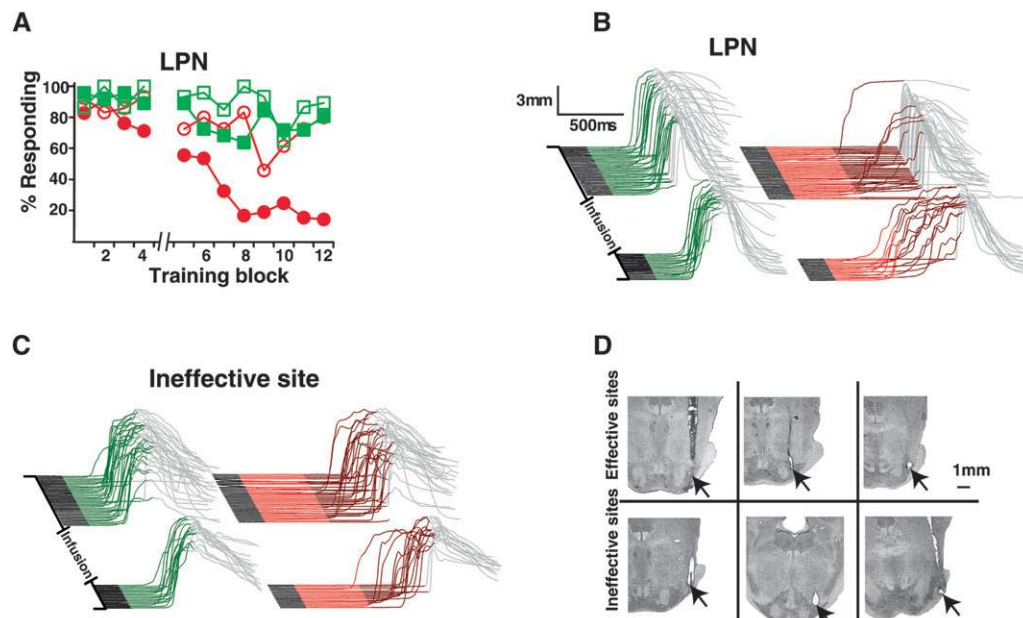 A
LPN
% Responding
100
80
60
40
20
2 4 6 8 10 12
Training block
B
LPN
3mm
500ms
Infusion
C
Ineffective site
Infusion
D
Effective sites
Ineffective sites
1mm